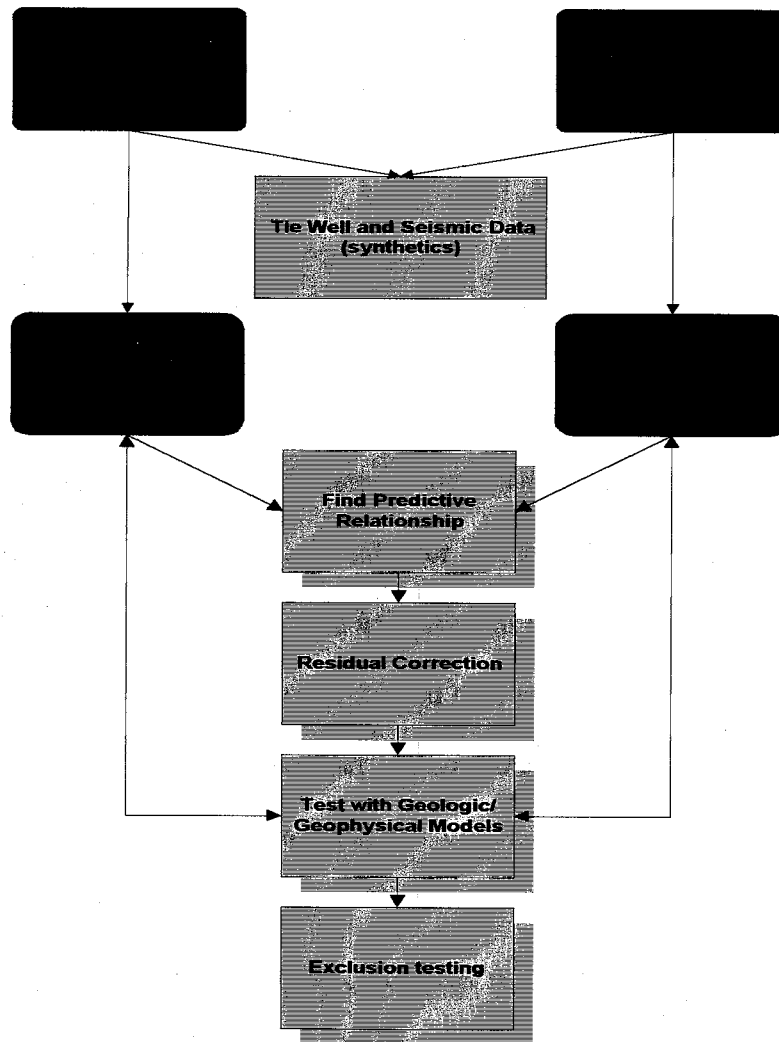 Tie Well and Seismic Data
(synthetics)
Find Predictive
Relationship
Residual Correction
Test with Geologic/
Geophysical Models
Exclusion testing